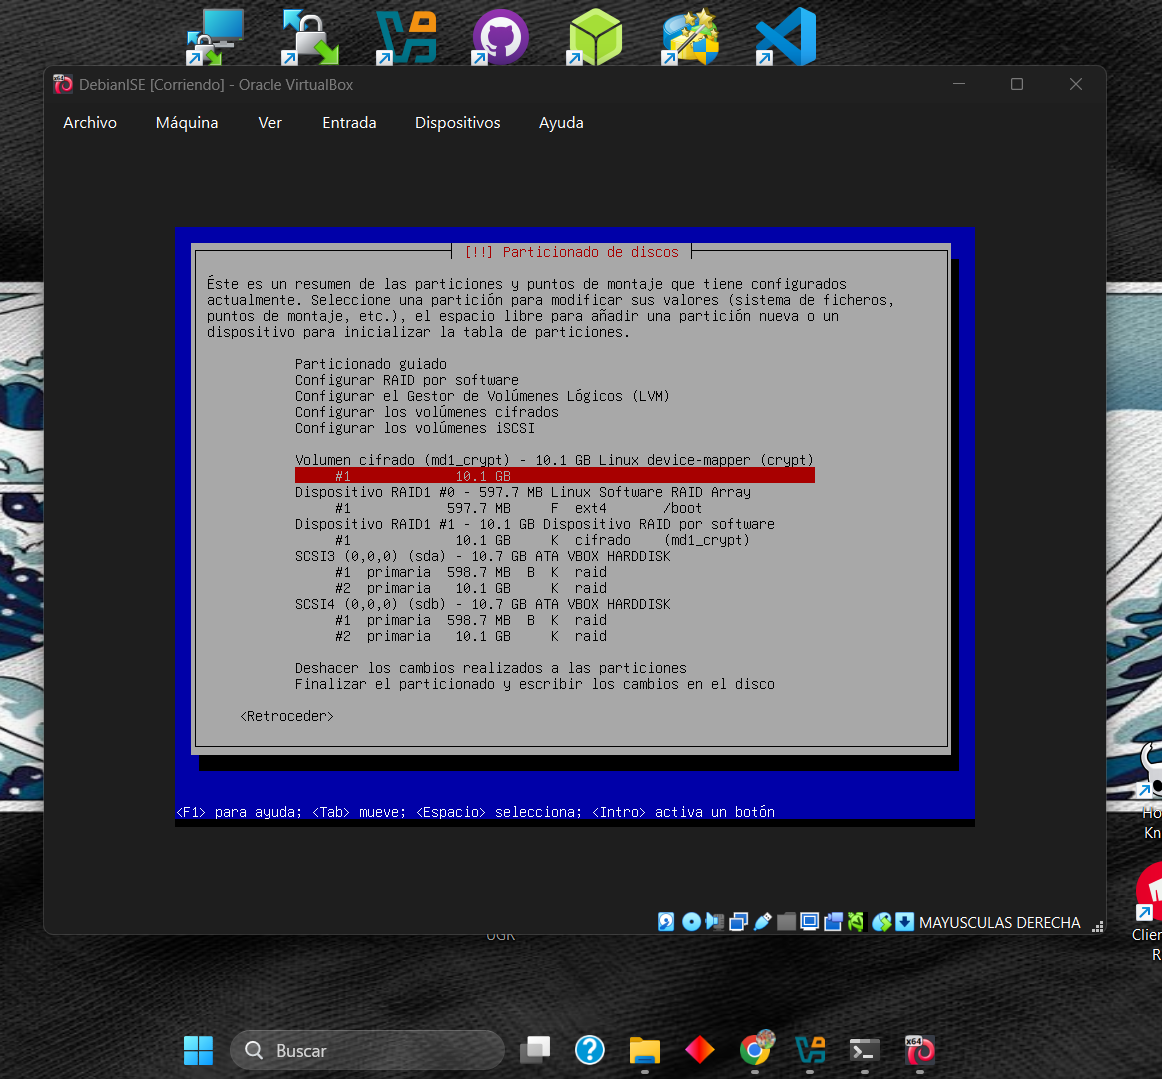 DebianISE [Corriendo] - Oracle VirtualBox
Archivo Máquina Ver Entrada Dispositivos Ayuda
[!!] Particionado de discos
Éste es un resumen de las particiones y puntos de montaje que tiene configurados
actualmente. Seleccione una partición para modificar sus valores (sistema de ficheros,
puntos de montaje, etc.), el espacio libre para añadir una partición nueva o un
dispositivo para inicializar la tabla de particiones.
Particionado guiado
Configurar RAID por software
Configurar el Gestor de Volúmenes Lógicos (LVM)
Configurar los volúmenes cifrados
Configurar los volúmenes iSCSI
Volumen cifrado (md1_crypt) - 10.1 GB Linux device-mapper (crypt)
#1 10.1 GB
Dispositivo RAID1 #0 - 597.7 MB Linux Software RAID Array
#1 597.7 MB F ext4 /boot
Dispositivo RAID1 #1 - 10.1 GB Dispositivo RAID por software
#1 10.1 GB K cifrado (md1_crypt)
SCSI3 (0,0,0) (sda) - 10.7 GB ATA VBOX HARDDISK
#1 primaria 598.7 MB B K raid
#2 primaria 10.1 GB K raid
SCSI4 (0,0,0) (sdb) - 10.7 GB ATA VBOX HARDDISK
#1 primaria 598.7 MB B K raid
#2 primaria 10.1 GB K raid
Deshacer los cambios realizados a las particiones
Finalizar el particionado y escribir los cambios en el disco
<Retroceder>
<F1> para ayuda; <Tab> mueve; <Espacio> selecciona; <Intro> activa un botón
MAYUSCULAS DERECHA
UGR
Ho
Kn
Clien
R
Buscar
x64